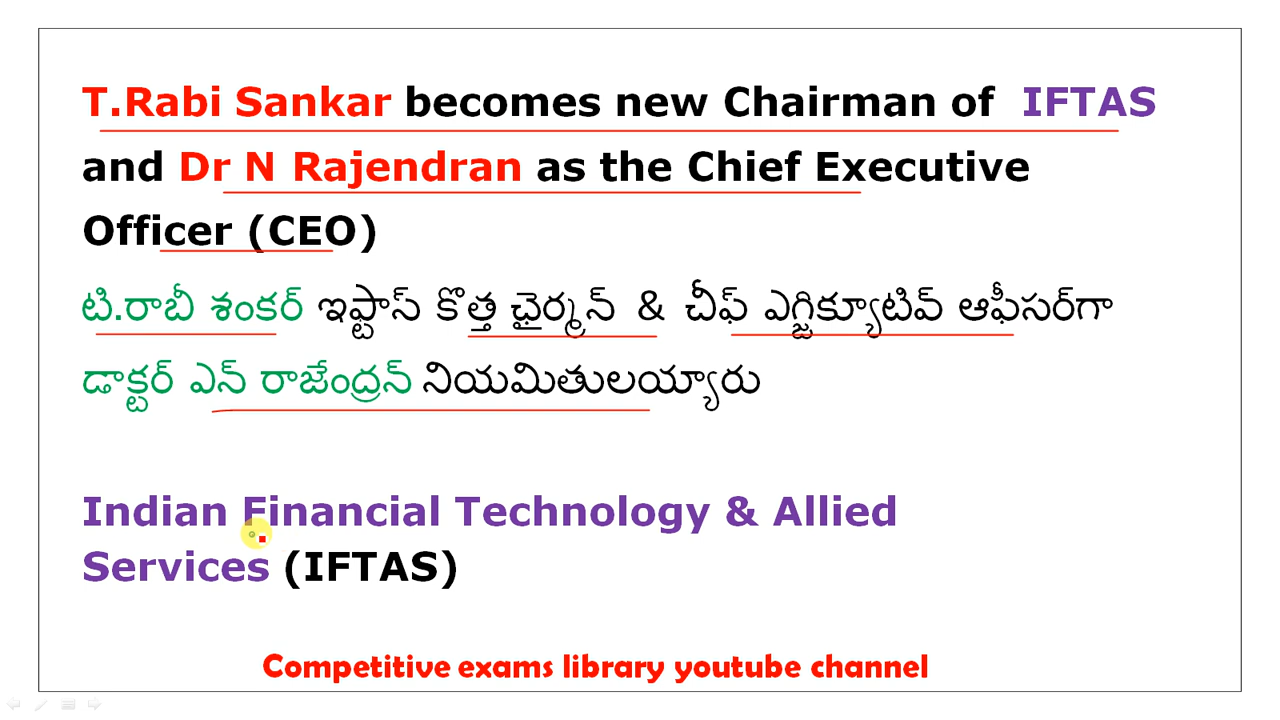 T.Rabi Sankar becomes new Chairman of IFTAS
and Dr N Rajendran as the Chief Executive
Officer (CEO)
టి.రాబీ శంకర్ ఇఫ్టాస్ కొత్త ఛైర్మన్ & చీఫ్ ఎగ్జిక్యూటివ్ ఆఫీసర్‌గా
డాక్టర్ ఎన్ రాజేంద్రన్ నియమితులయ్యారు
Indian Financial Technology & Allied
Services (IFTAS)
Competitive exams library youtube channel